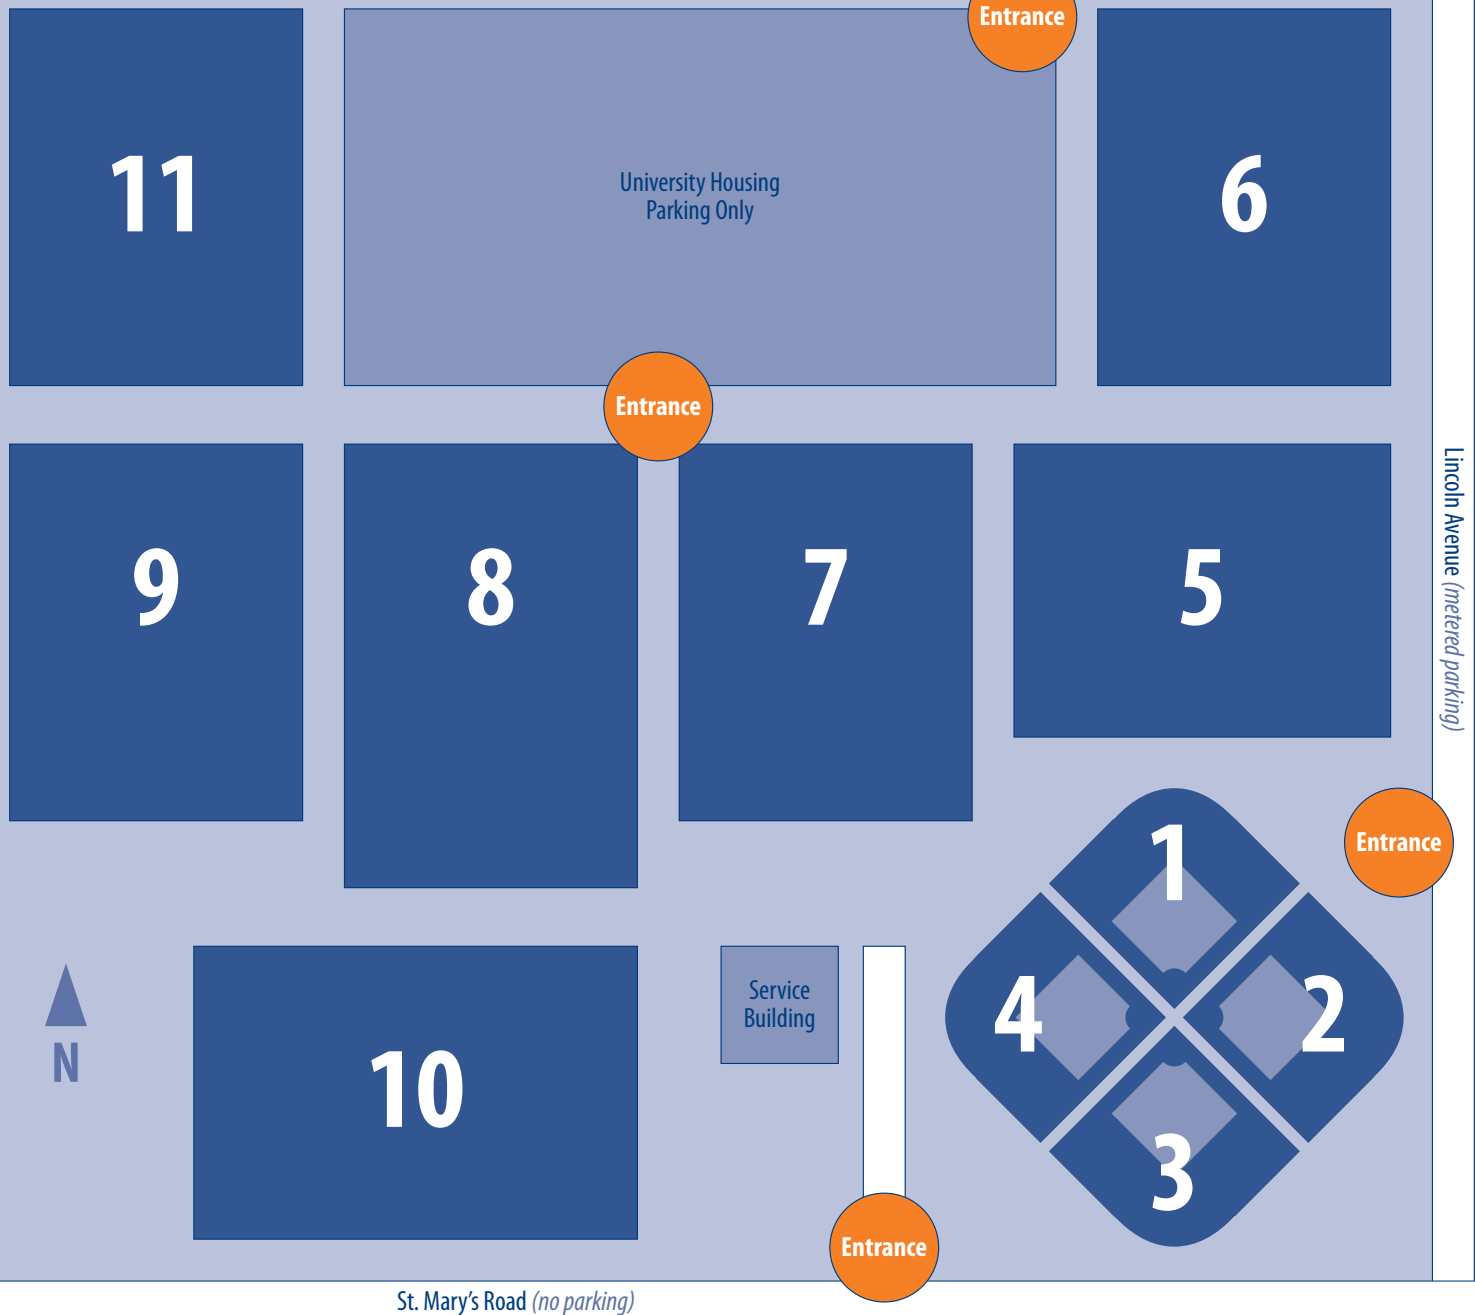 Entrance
11
University Housing
Parking Only
6
Entrance
9
8
7
5
Lincoln Avenue (metered parking)
1
Entrance
4
2
3
Service
Building
N
10
Entrance
St. Mary's Road (no parking)